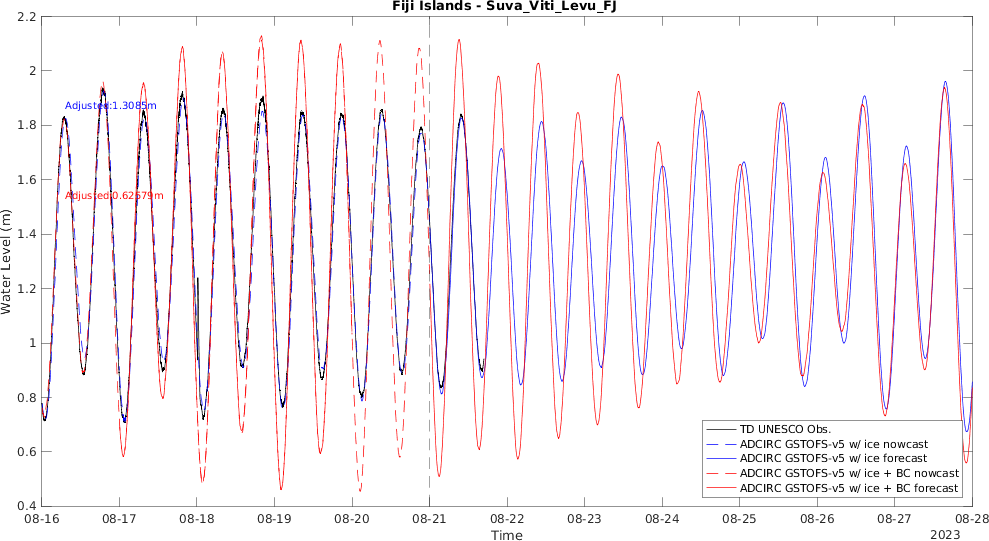 Fiji Islands - Suva_Viti_Levu_FJ
2.2
2
1.8
1.6
1.4
1.2
1
0.8
0.6
0.4
Water Level (m)
Adjusted:1.3085m
Adjusted:0.62679m
TD UNESCO Obs.
ADCIRC GSTOFS-v5 w/ ice nowcast
ADCIRC GSTOFS-v5 w/ ice forecast
ADCIRC GSTOFS-v5 w/ ice + BC nowcast
ADCIRC GSTOFS-v5 w/ ice + BC forecast
08-16 08-17 08-18 08-19 08-20 08-21 08-22 08-23 08-24 08-25 08-26 08-27 08-28
Time
2023